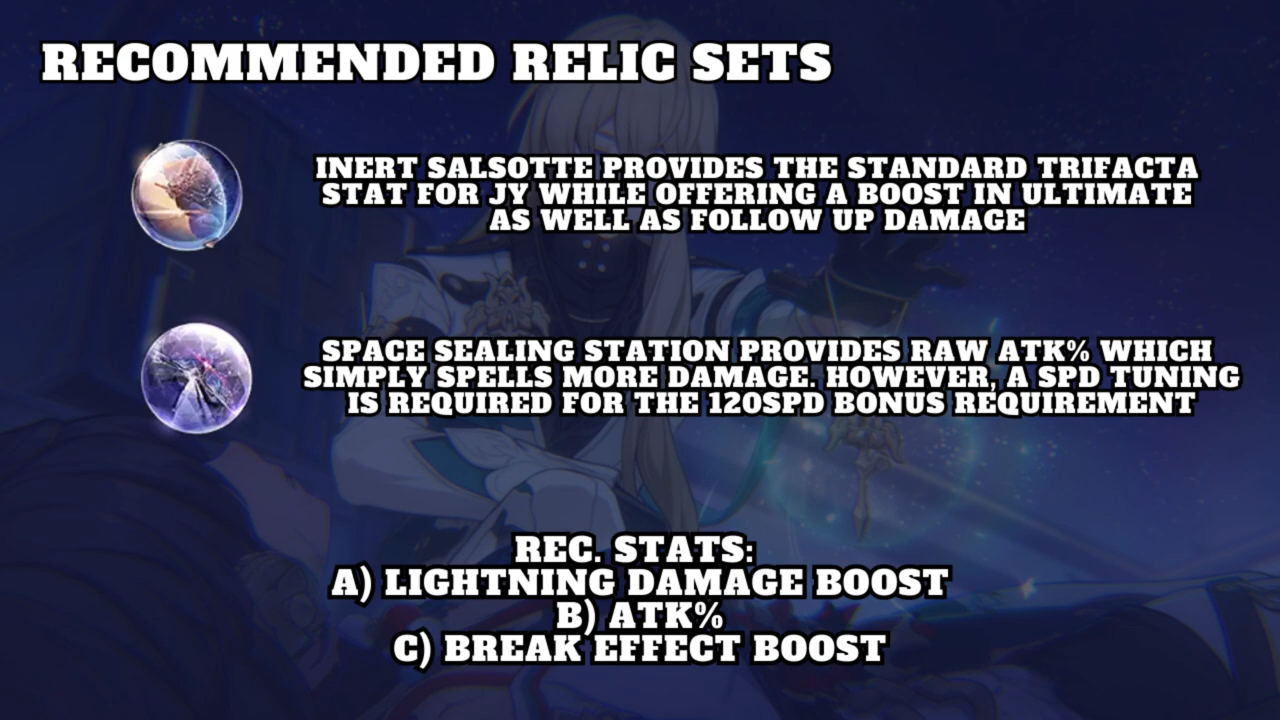 RECOMMENDED RELIC SETS
INERT SALSOTTE PROVIDES THE STANDARD TRIFACTA
STAT FOR JY WHILE OFFERING A BOOST IN ULTIMATE
AS WELL AS FOLLOW UP DAMAGE
SPACE SEALING STATION PROVIDES RAW ATK% WHICH
SIMPLY SPELLS MORE DAMAGE. HOWEVER, A SPD TUNING
IS REQUIRED FOR THE 120SPD BONUS REQUIREMENT
REC. STATS:
A) LIGHTNING DAMAGE BOOST
B) ATK%
C) BREAK EFFECT BOOST